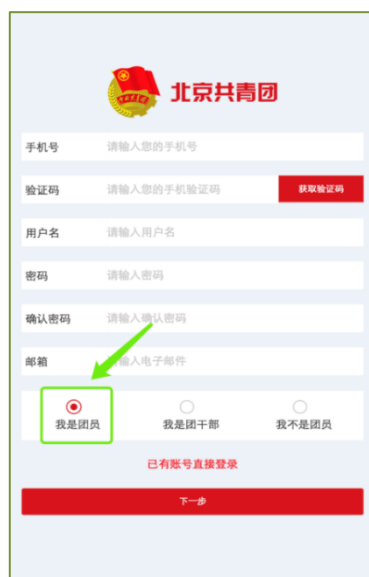 北京共青团
手机号 请输入您的手机号
验证码 请输入您的手机验证码 获取验证码
用户名 请输入用户名
密码 请输入密码
确认密码 请输入确认密码
邮箱 请输入电子邮件
我是团员 我是团干部 我不是团员
已有账号直接登录
下一步